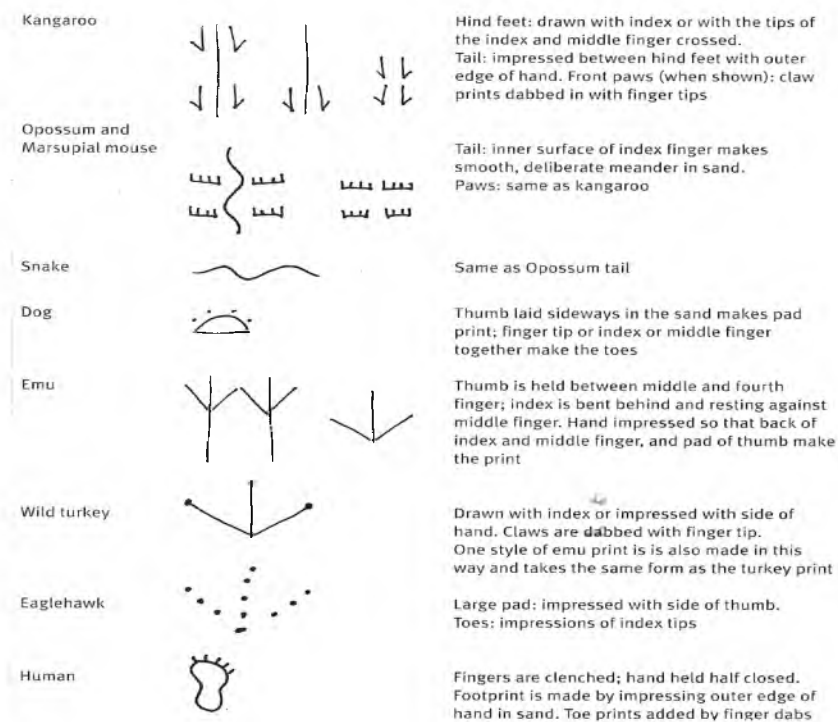 Kangaroo
Hind feet: drawn with index or with the tips of
the index and middle finger crossed.
Tail: impressed between hind feet with outer
edge of hand. Front paws (when shown): claw
prints dabbed in with finger tips
Opossum and
Marsupial mouse
Tail: inner surface of index finger makes
smooth, deliberate meander in sand.
Paws: same as kangaroo
Snake
Same as Opossum tail
Dog
Thumb laid sideways in the sand makes pad
print; finger tip or index or middle finger
together make the toes
Emu
Thumb is held between middle and fourth
finger; index is bent behind and resting against
middle finger. Hand impressed so that back of
index and middle finger, and pad of thumb make
the print
Wild turkey
Drawn with index or impressed with side of
hand. Claws are dabbed with finger tip.
One style of emu print is is also made in this
way and takes the same form as the turkey print
Eaglehawk
Large pad: impressed with side of thumb.
Toes: impressions of index tips
Human
Fingers are clenched; hand held half closed.
Footprint is made by impressing outer edge of
hand in sand. Toe prints added by finger dabs